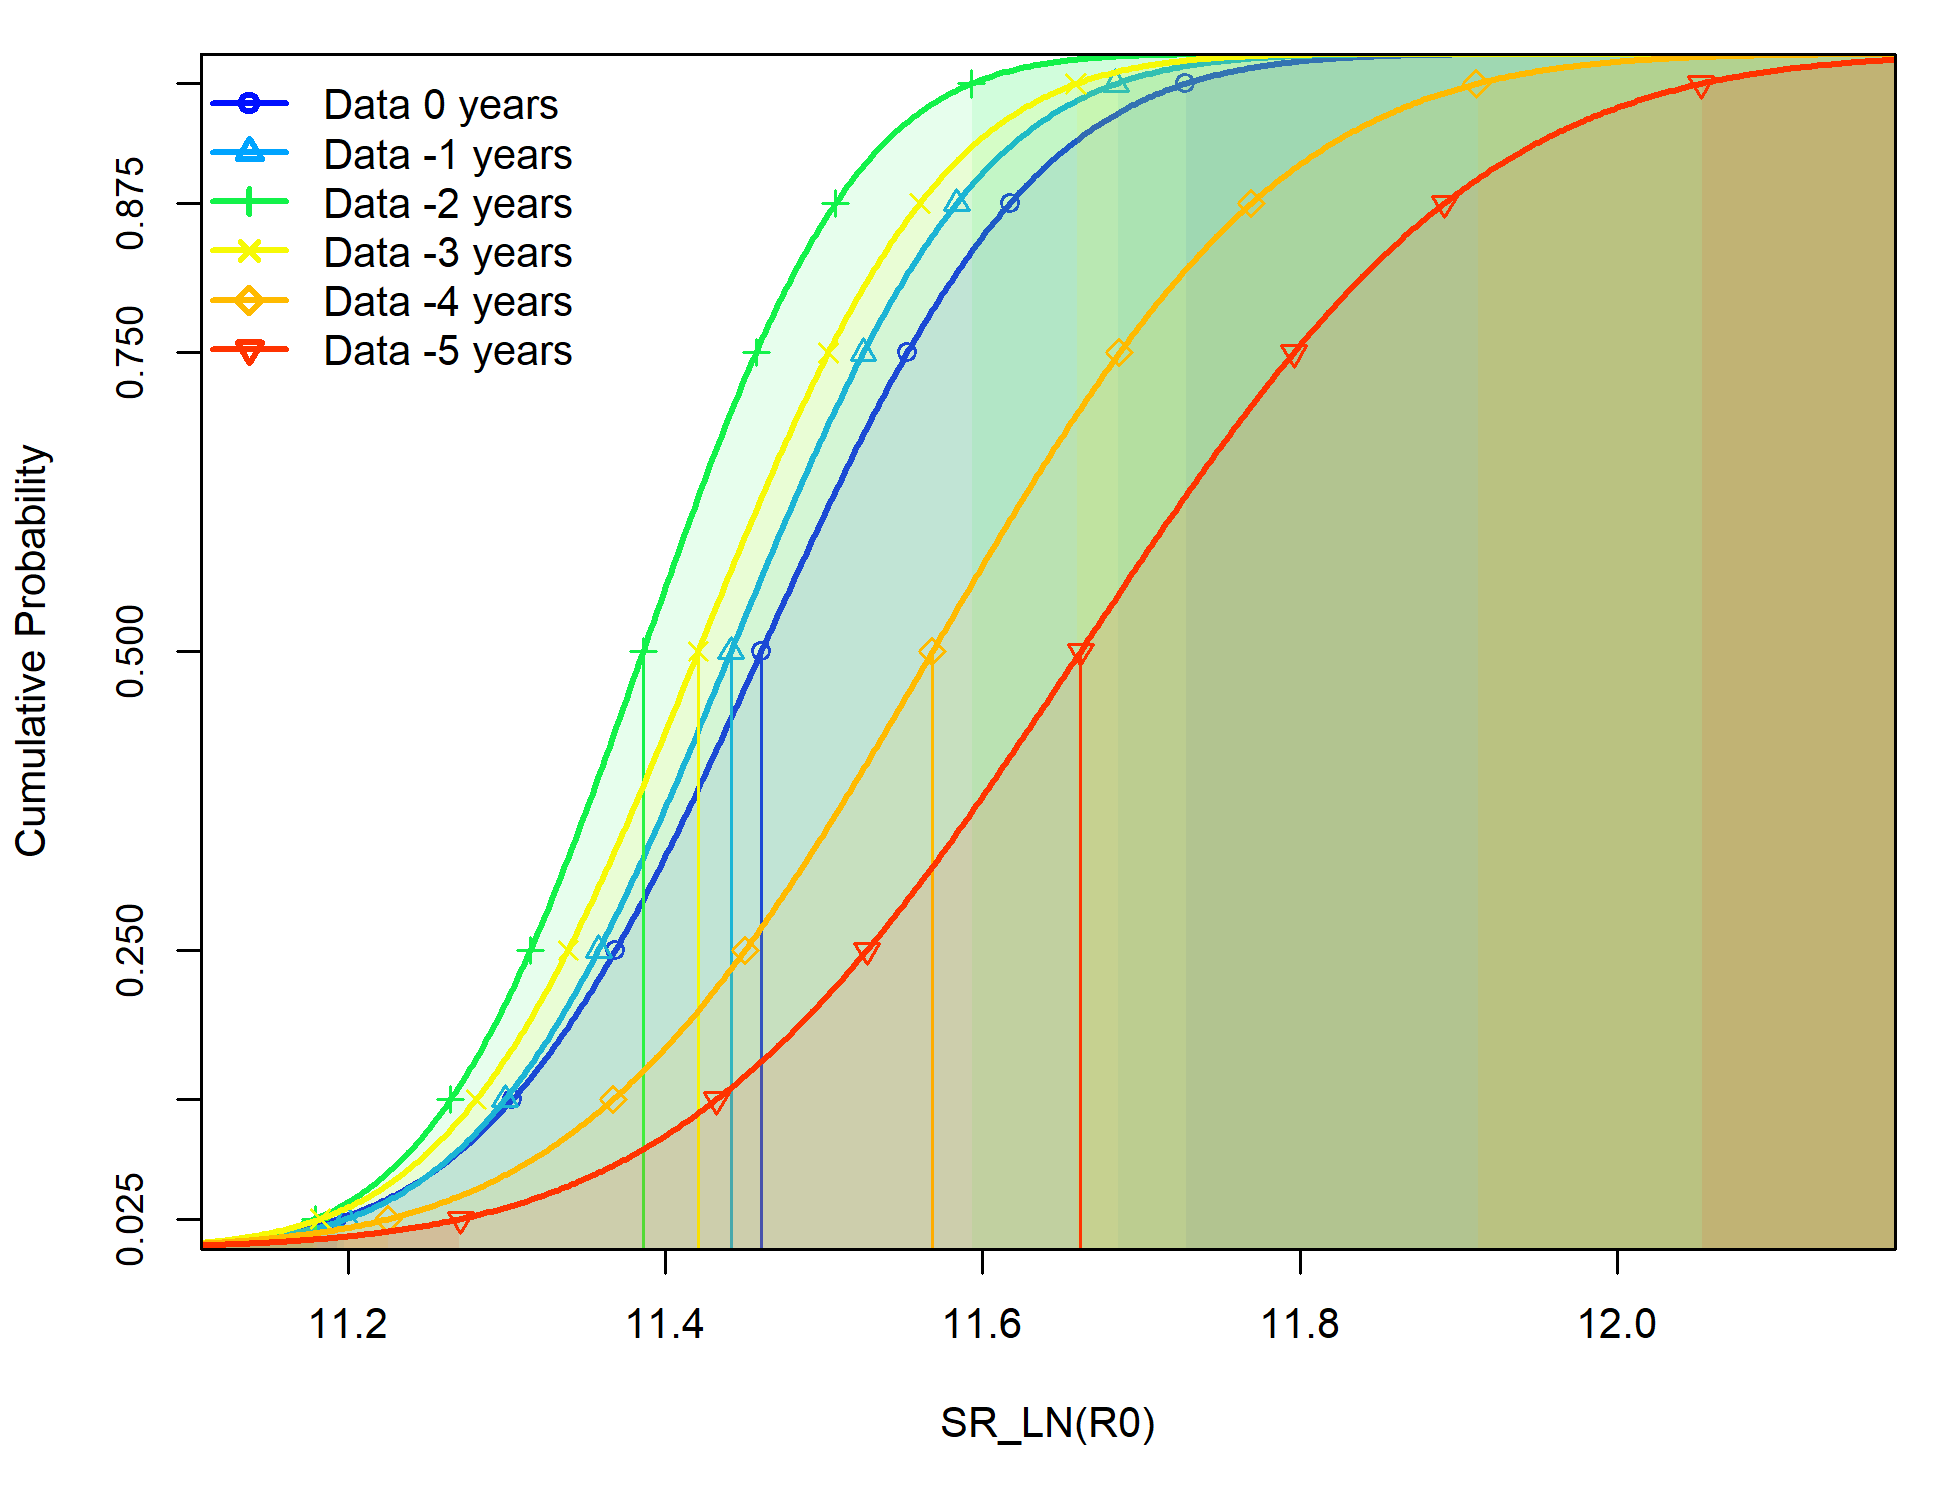 Data 0 years
Data -1 years
Data -2 years
Data -3 years
Data -4 years
Data -5 years
Cumulative Probability
0.875
0.750
0.500
0.250
0.025
11.2 11.4 11.6 11.8 12.0
SR_LN(R0)